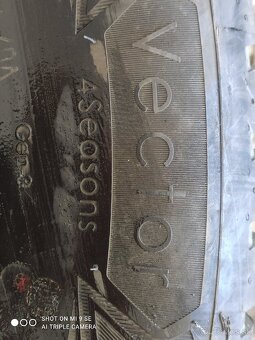 Vector
4Seasons
Gen-3
SHOT ON MI 9 SE
AI TRIPLE CAMERA